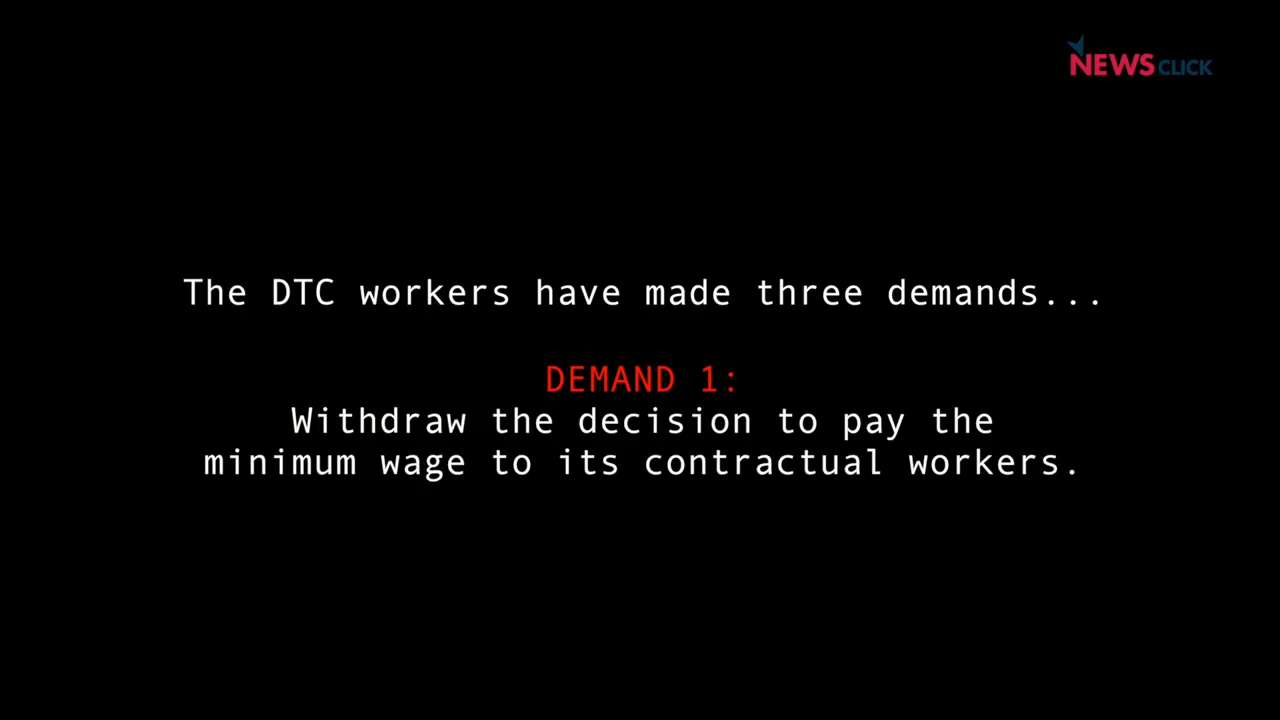 NEWSCLICK
The DTC workers have made three demands...
DEMAND 1:
Withdraw the decision to pay the
minimum wage to its contractual workers.